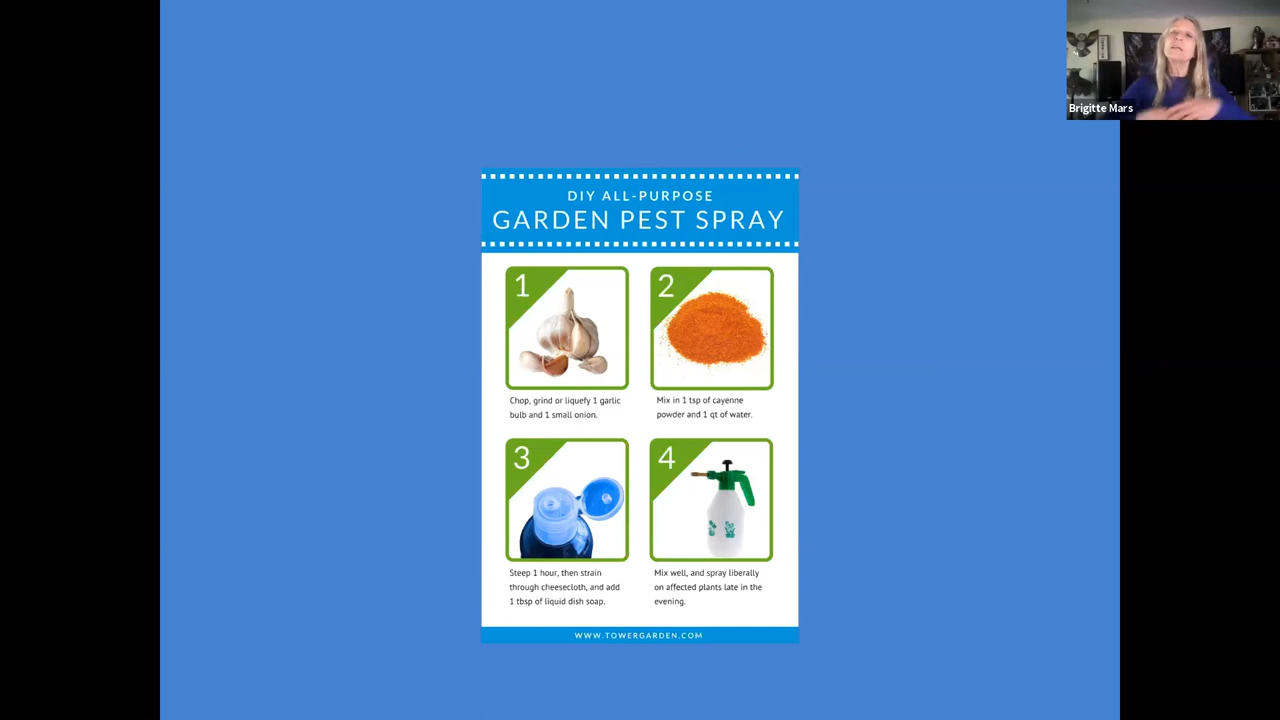 Brigitte Mars
DIY ALL-PURPOSE
GARDEN PEST SPRAY
1
Chop, grind or liquefy 1 garlic
bulb and 1 small onion.
2
Mix in 1 tsp of cayenne
powder and 1 qt of water.
3
Steep 1 hour, then strain
through cheesecloth, and add
1 tbsp of liquid dish soap.
4
Mix well, and spray liberally
on affected plants late in the
evening.
WWW.TOWERGARDEN.COM